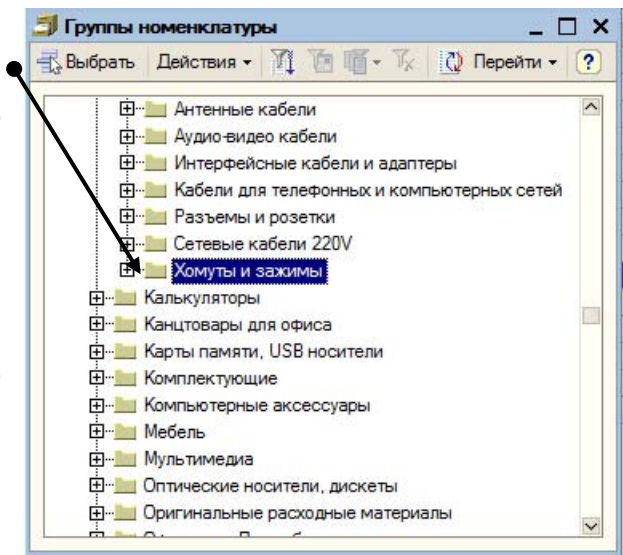 Группы номенклатуры
Выбрать Действия Перейти ?
Антенные кабели
Аудио-видео кабели
Интерфейсные кабели и адаптеры
Кабели для телефонных и компьютерных сетей
Разъемы и розетки
Сетевые кабели 220V
Хомуты и зажимы
Калькуляторы
Канцтовары для офиса
Карты памяти, USB носители
Комплектующие
Компьютерные аксессуары
Мебель
Мультимедиа
Оптические носители, дискеты
Оригинальные расходные материалы